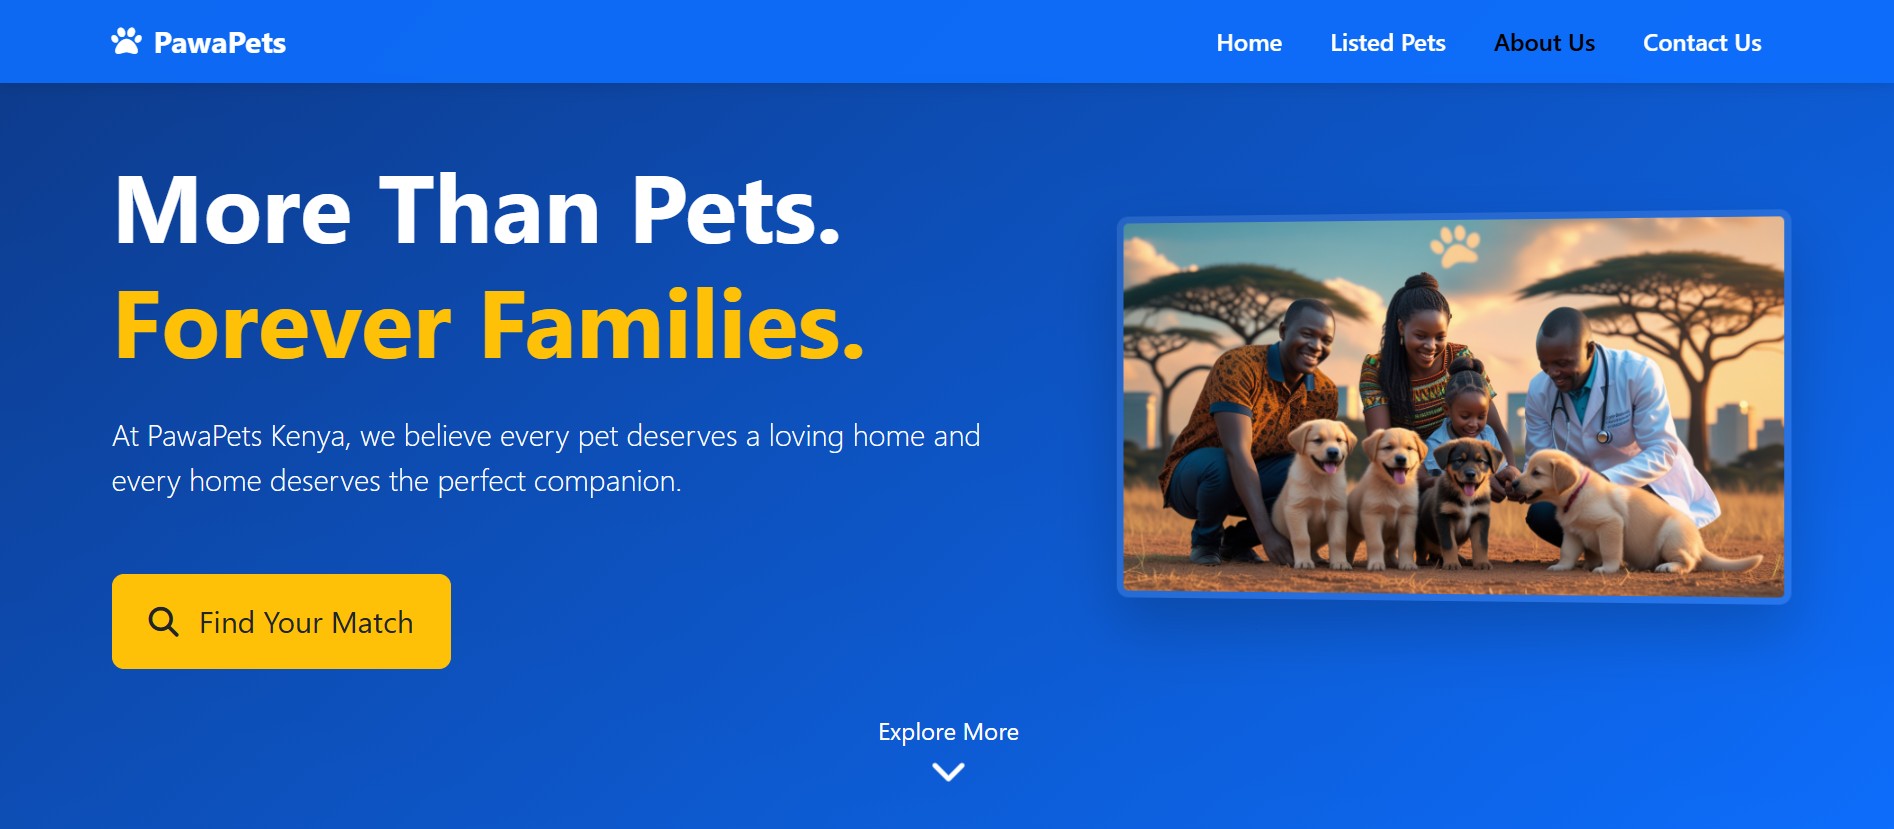 PawaPets
Home
Listed Pets
About Us
Contact Us
More Than Pets.
Forever Families.
At PawaPets Kenya, we believe every pet deserves a loving home and
every home deserves the perfect companion.
Find Your Match
Explore More